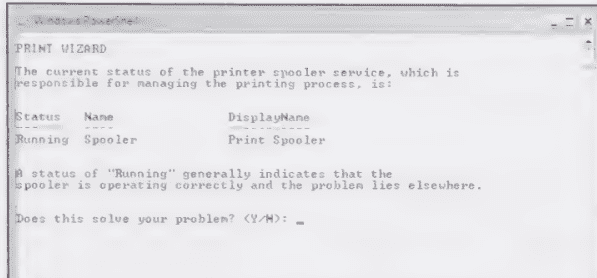 Windows PowerShell
PRINT WIZARD
The current status of the printer spooler service, which is
responsible for managing the printing process, is:
Status Name DisplayName
------ ---- -----------
Running Spooler Print Spooler
A status of "Running" generally indicates that the
spooler is operating correctly and the problem lies elsewhere.
Does this solve your problem? (Y/N): _